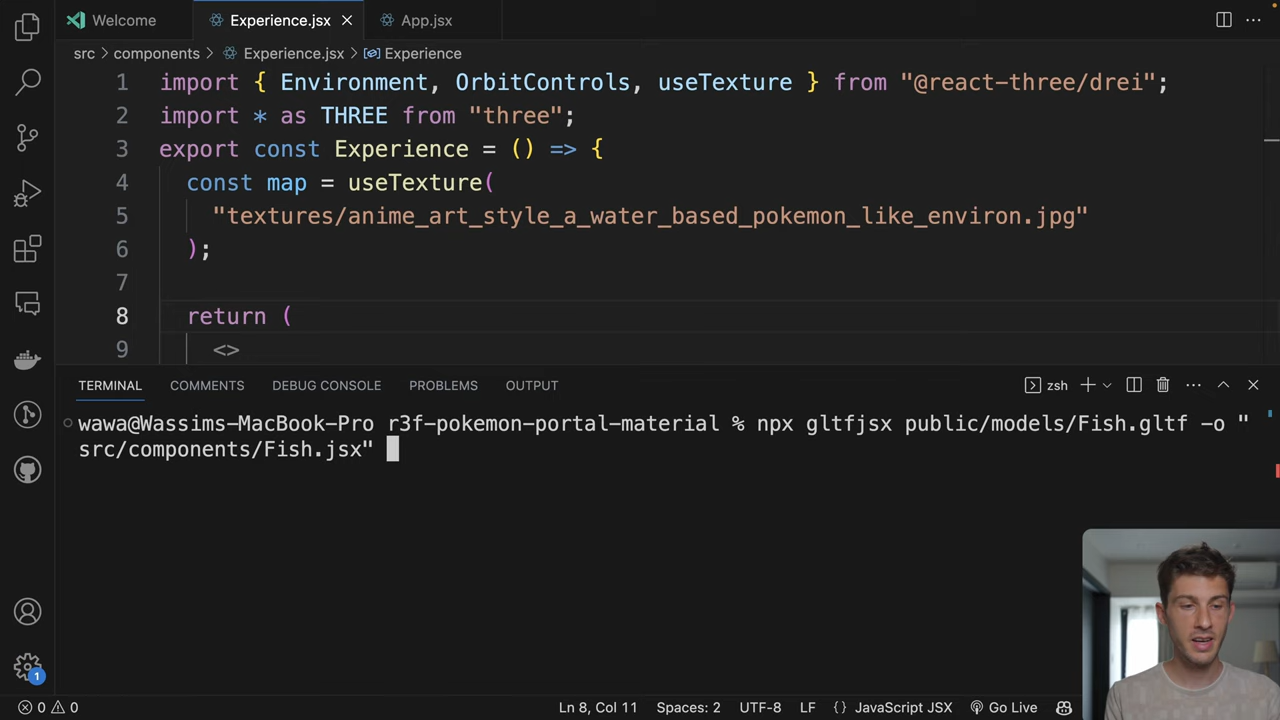 Welcome
Experience.jsx
App.jsx
src > components > Experience.jsx > Experience
1 import { Environment, OrbitControls, useTexture } from "@react-three/drei";
2 import * as THREE from "three";
3 export const Experience = () => {
4 const map = useTexture(
5 "textures/anime_art_style_a_water_based_pokemon_like_environ.jpg"
6 );
7
8 return (
9 <>
TERMINAL COMMENTS DEBUG CONSOLE PROBLEMS OUTPUT zsh
wawa@Wassims-MacBook-Pro r3f-pokemon-portal-material % npx gltfjsx public/models/Fish.gltf -o "
src/components/Fish.jsx"
1
0 0 Ln 8, Col 11 Spaces: 2 UTF-8 LF {} JavaScript JSX Go Live